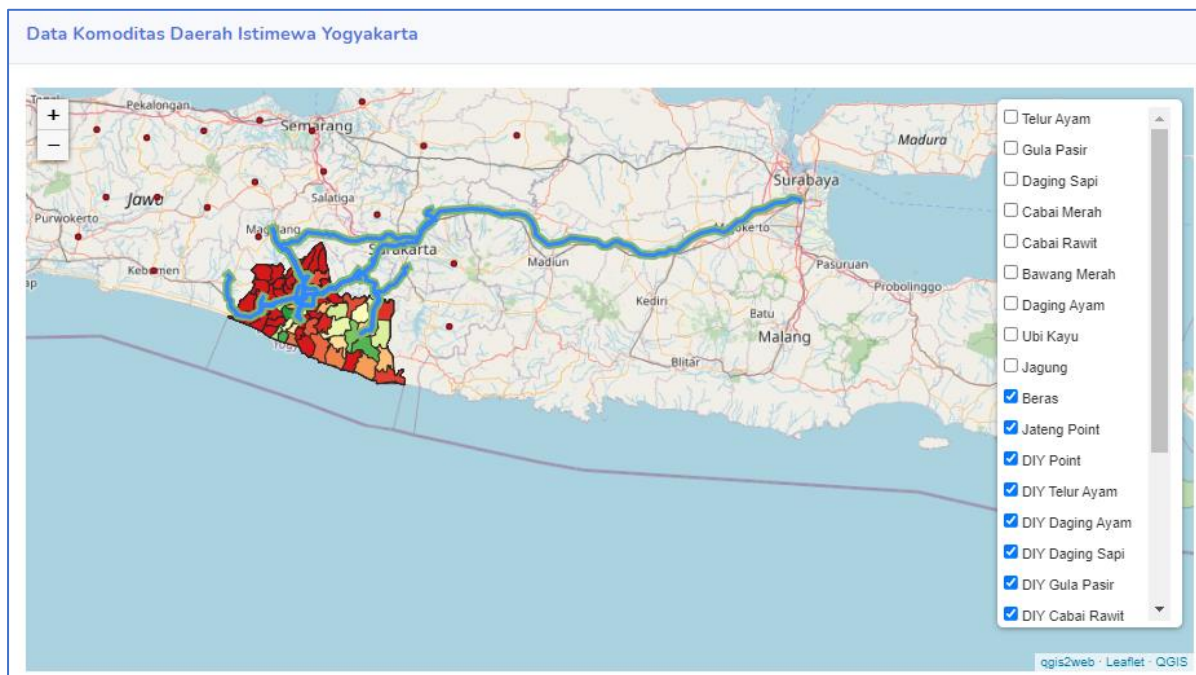 Data Komoditas Daerah Istimewa Yogyakarta
+
−
Pekalongan
Semarang
Madura
Jawa
Salatiga
Surabaya
Purwokerto
Magelang
Surakarta
Mojokerto
Kebumen
Madiun
Pasuruan
Probolinggo
Kediri
Batu
Malang
Blitar
Telur Ayam
Gula Pasir
Daging Sapi
Cabai Merah
Cabai Rawit
Bawang Merah
Daging Ayam
Ubi Kayu
Jagung
Beras
Jateng Point
DIY Point
DIY Telur Ayam
DIY Daging Ayam
DIY Daging Sapi
DIY Gula Pasir
DIY Cabai Rawit
qgis2web · Leaflet · QGIS